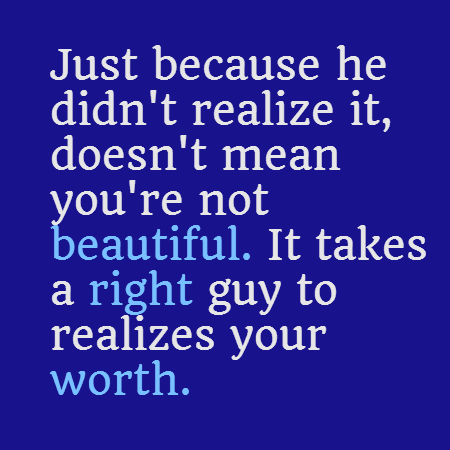 Just because he
didn't realize it,
doesn't mean
you're not
beautiful. It takes
a right guy to
realizes your
worth.